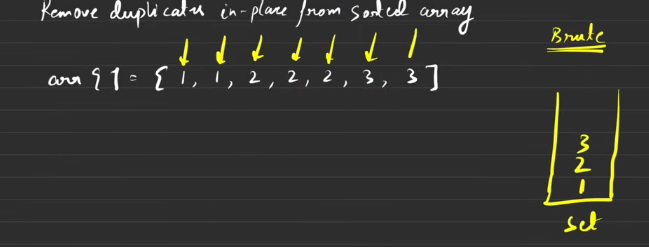 Remove duplicates in-place from sorted array
Brute
arr [ ] = [ 1, 1, 2, 2, 2, 3, 3 ]
3
2
1
set